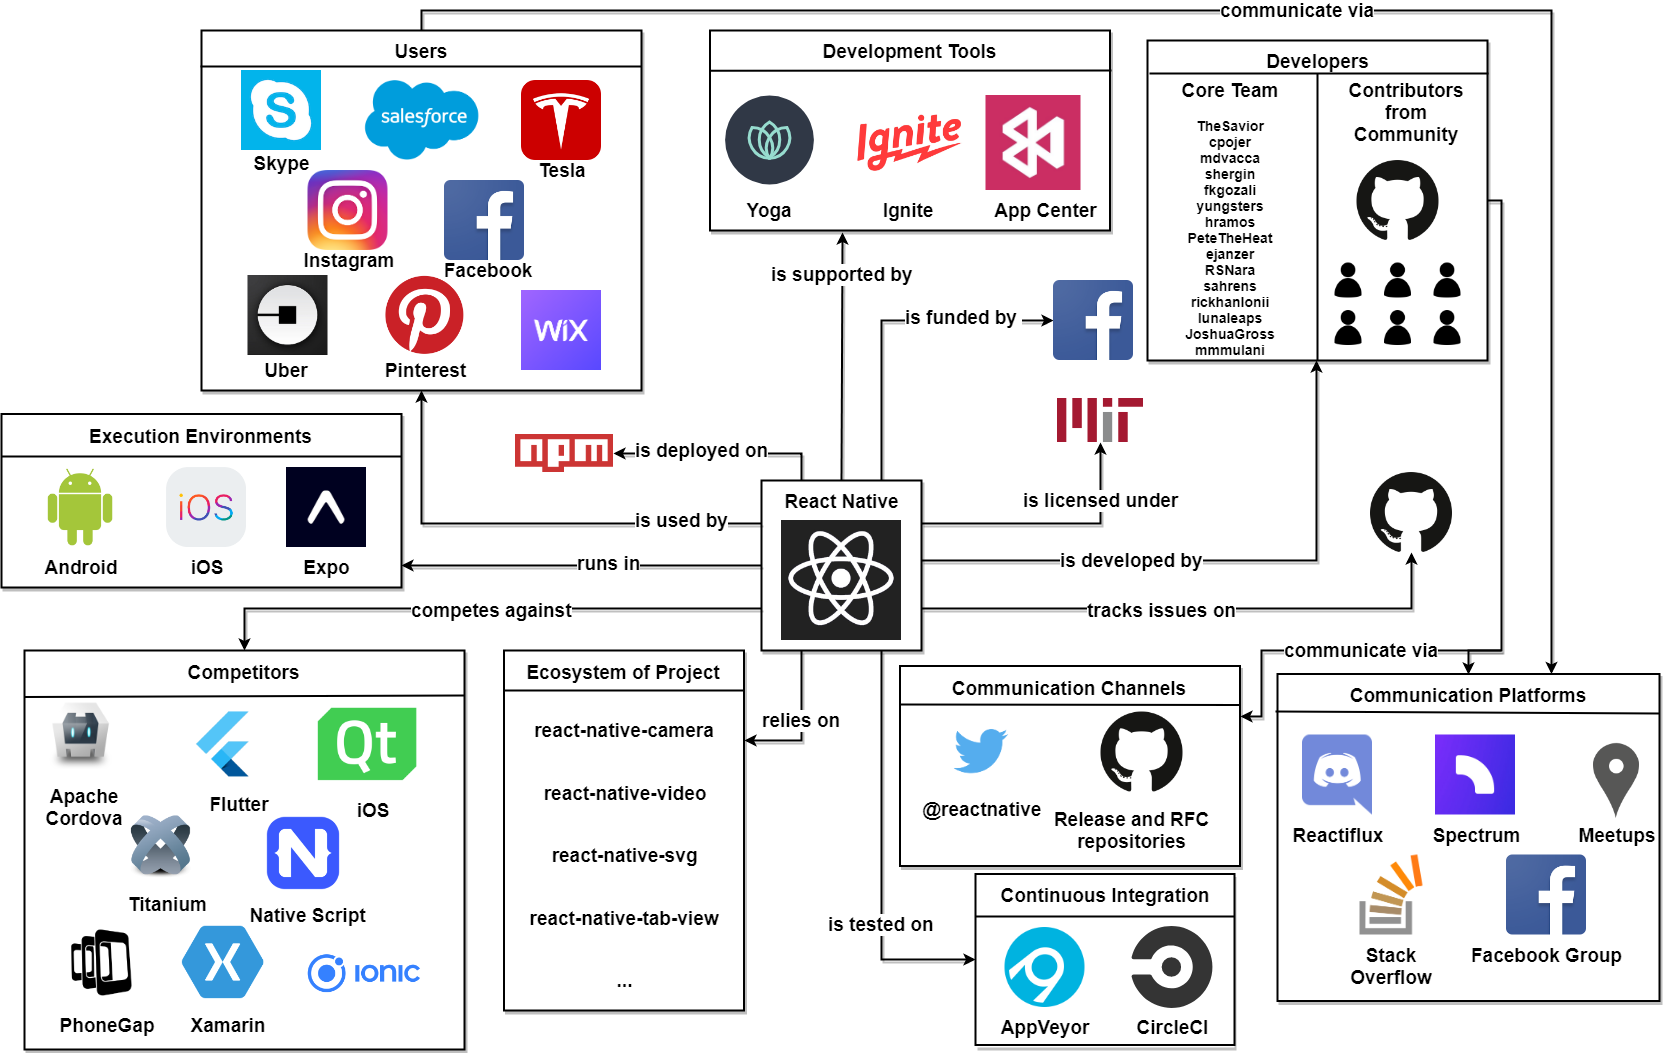 communicate via
Users
Skype
salesforce
Tesla
Instagram
Facebook
Uber
Pinterest
WiX
Development Tools
Yoga
Ignite
Ignite
App Center
Developers
Core Team
TheSavior
cpojer
mdvacca
shergin
fkgozali
yungsters
hramos
PeteTheHeat
ejanzer
RSNara
sahrens
rickhanlonii
lunaleaps
JoshuaGross
mmmulani
Contributors
from
Community
is supported by
is funded by
Execution Environments
Android
iOS
iOS
Expo
npm
is deployed on
is used by
runs in
competes against
React Native
MiT
is licensed under
is developed by
tracks issues on
communicate via
Competitors
Apache
Cordova
Flutter
Qt
iOS
Titanium
N
Native Script
PhoneGap
X
Xamarin
ionic
Ecosystem of Project
react-native-camera
react-native-video
react-native-svg
react-native-tab-view
...
relies on
is tested on
Communication Channels
@reactnative
Release and RFC
repositories
Continuous Integration
AppVeyor
CircleCI
Communication Platforms
Reactiflux
Spectrum
Meetups
Stack
Overflow
Facebook Group